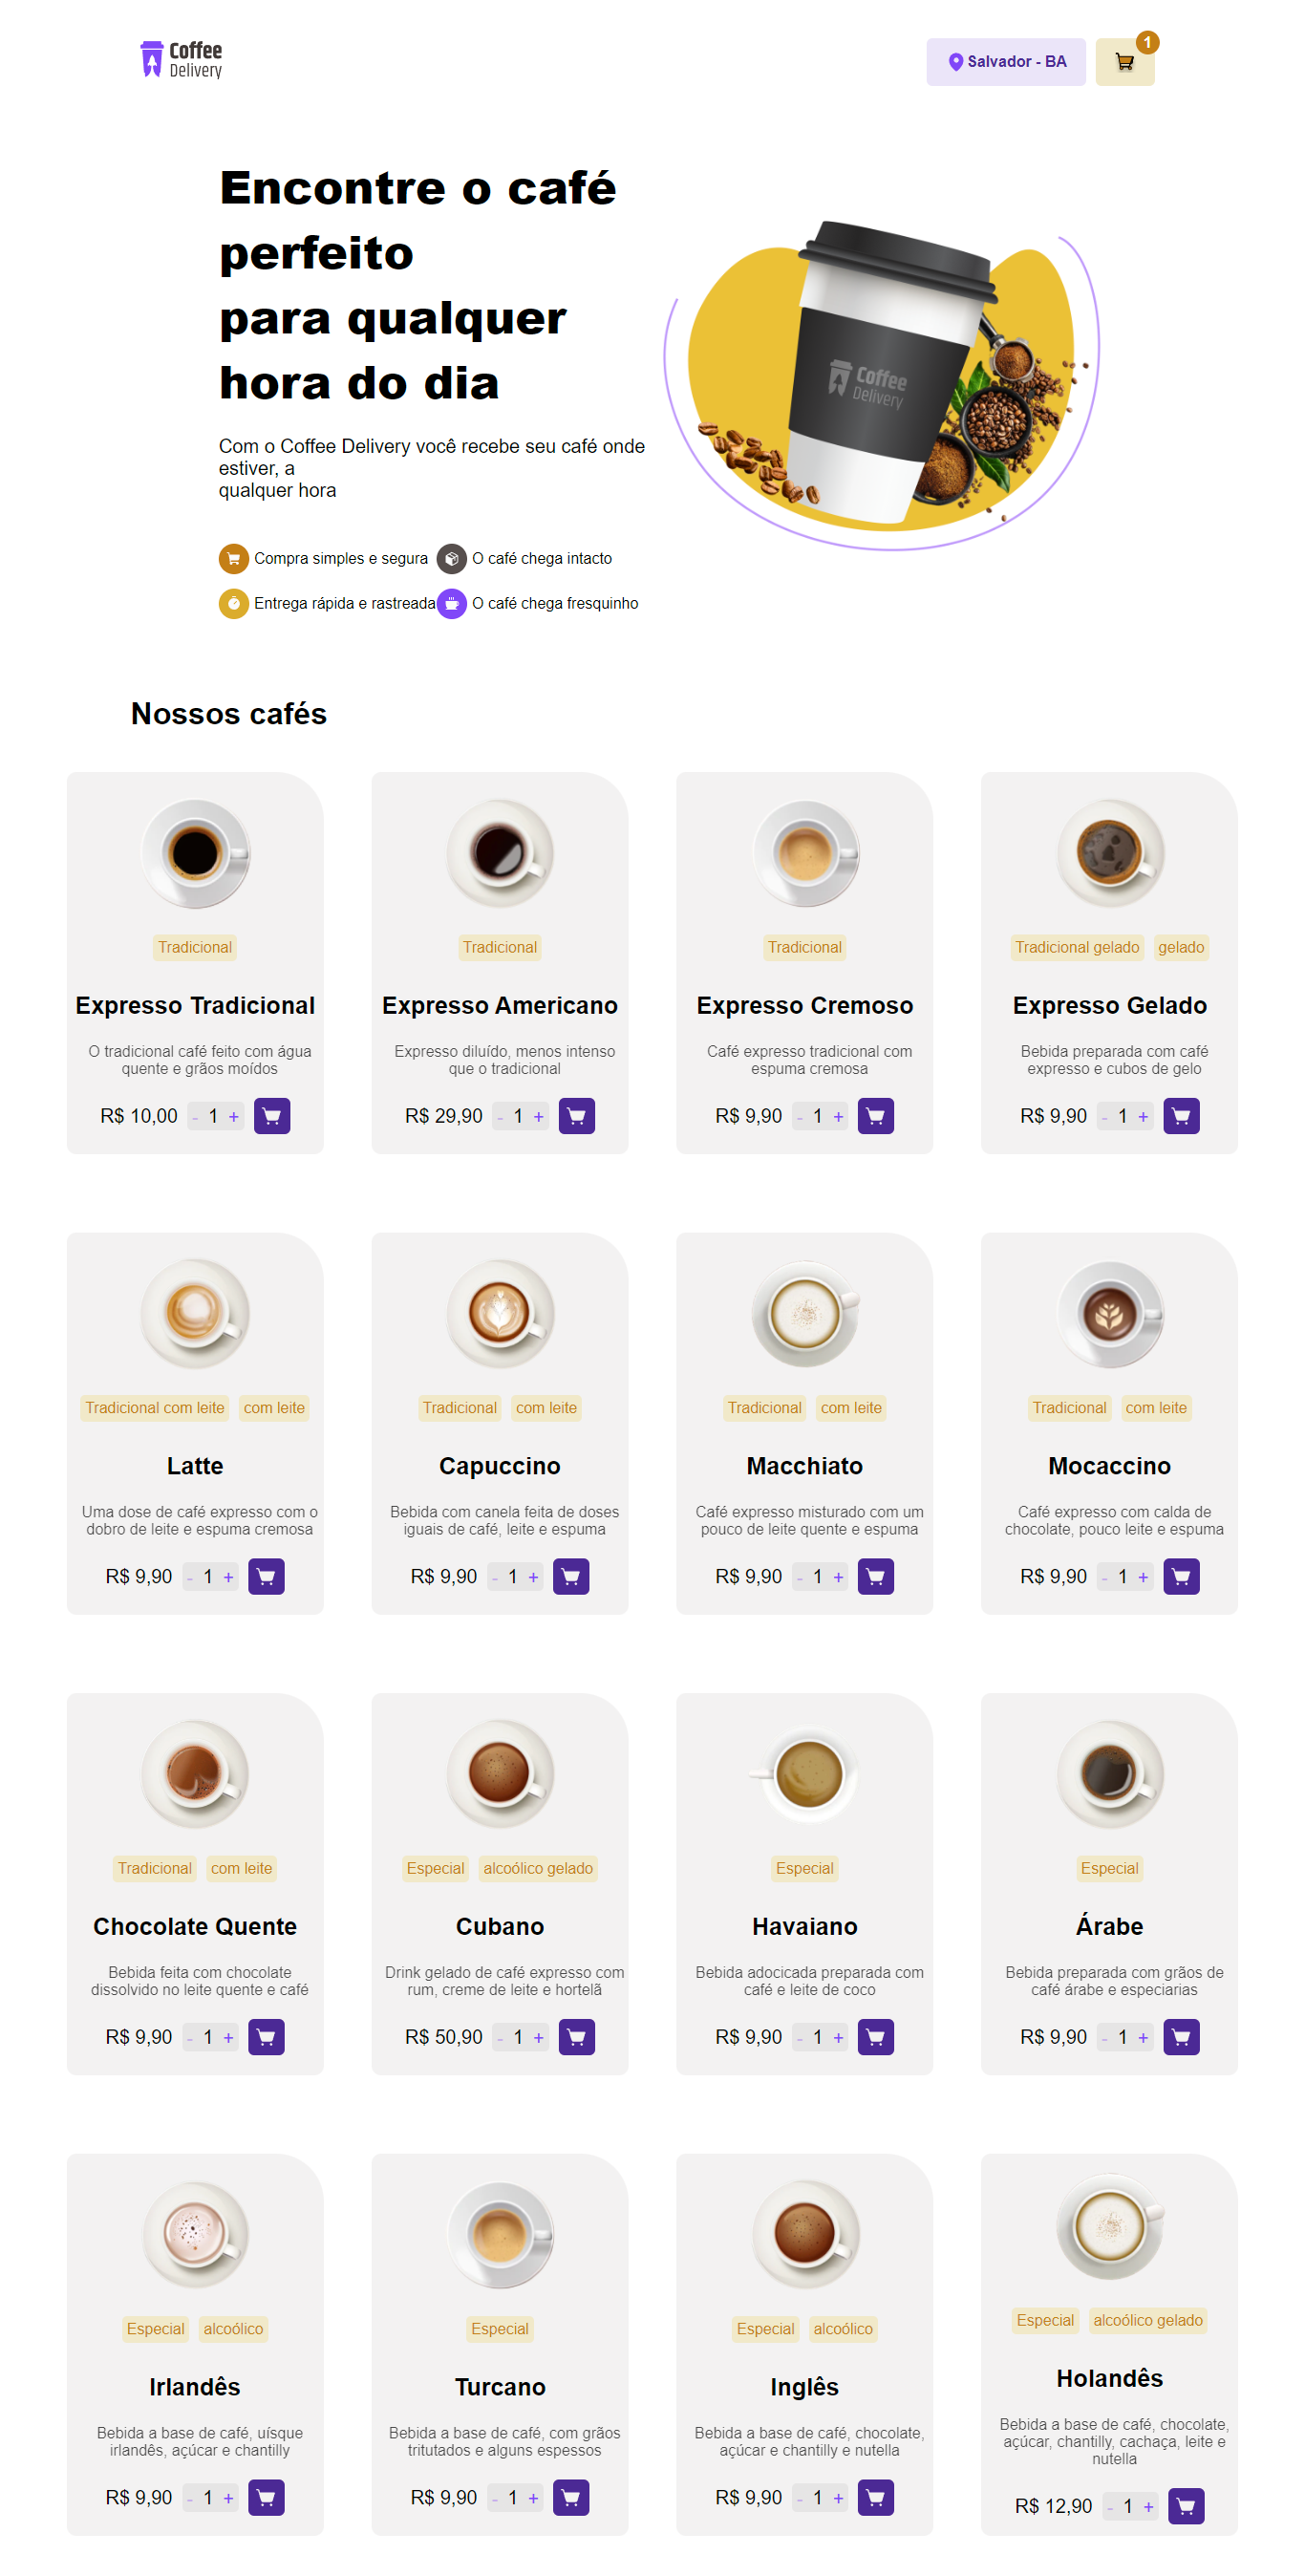 Coffee
Delivery
Salvador - BA
1
Encontre o café
perfeito
para qualquer
hora do dia
Com o Coffee Delivery você recebe seu café onde
estiver, a
qualquer hora
Coffee
Delivery
Compra simples e segura
O café chega intacto
Entrega rápida e rastreada
O café chega fresquinho
Nossos cafés
Tradicional
Expresso Tradicional
O tradicional café feito com água
quente e grãos moídos
R$ 10,00 - 1 +
Tradicional
Expresso Americano
Expresso diluído, menos intenso
que o tradicional
R$ 29,90 - 1 +
Tradicional
Expresso Cremoso
Café expresso tradicional com
espuma cremosa
R$ 9,90 - 1 +
Tradicional gelado gelado
Expresso Gelado
Bebida preparada com café
expresso e cubos de gelo
R$ 9,90 - 1 +
Tradicional com leite com leite
Latte
Uma dose de café expresso com o
dobro de leite e espuma cremosa
R$ 9,90 - 1 +
Tradicional com leite
Capuccino
Bebida com canela feita de doses
iguais de café, leite e espuma
R$ 9,90 - 1 +
Tradicional com leite
Macchiato
Café expresso misturado com um
pouco de leite quente e espuma
R$ 9,90 - 1 +
Tradicional com leite
Mocaccino
Café expresso com calda de
chocolate, pouco leite e espuma
R$ 9,90 - 1 +
Tradicional com leite
Chocolate Quente
Bebida feita com chocolate
dissolvido no leite quente e café
R$ 9,90 - 1 +
Especial alcoólico gelado
Cubano
Drink gelado de café expresso com
rum, creme de leite e hortelã
R$ 50,90 - 1 +
Especial
Havaiano
Bebida adocicada preparada com
café e leite de coco
R$ 9,90 - 1 +
Especial
Árabe
Bebida preparada com grãos de
café árabe e especiarias
R$ 9,90 - 1 +
Especial alcoólico
Irlandês
Bebida a base de café, uísque
irlandês, açúcar e chantilly
R$ 9,90 - 1 +
Especial
Turcano
Bebida a base de café, com grãos
tritutados e alguns espessos
R$ 9,90 - 1 +
Especial alcoólico
Inglês
Bebida a base de café, chocolate,
açúcar e chantilly e nutella
R$ 9,90 - 1 +
Especial alcoólico gelado
Holandês
Bebida a base de café, chocolate,
açúcar, chantilly, cachaça, leite e
nutella
R$ 12,90 - 1 +